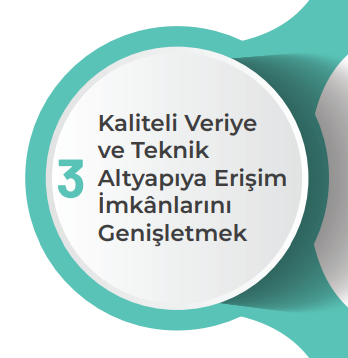 3
Kaliteli Veriye
ve Teknik
Altyapıya Erişim
İmkânlarını
Genişletmek